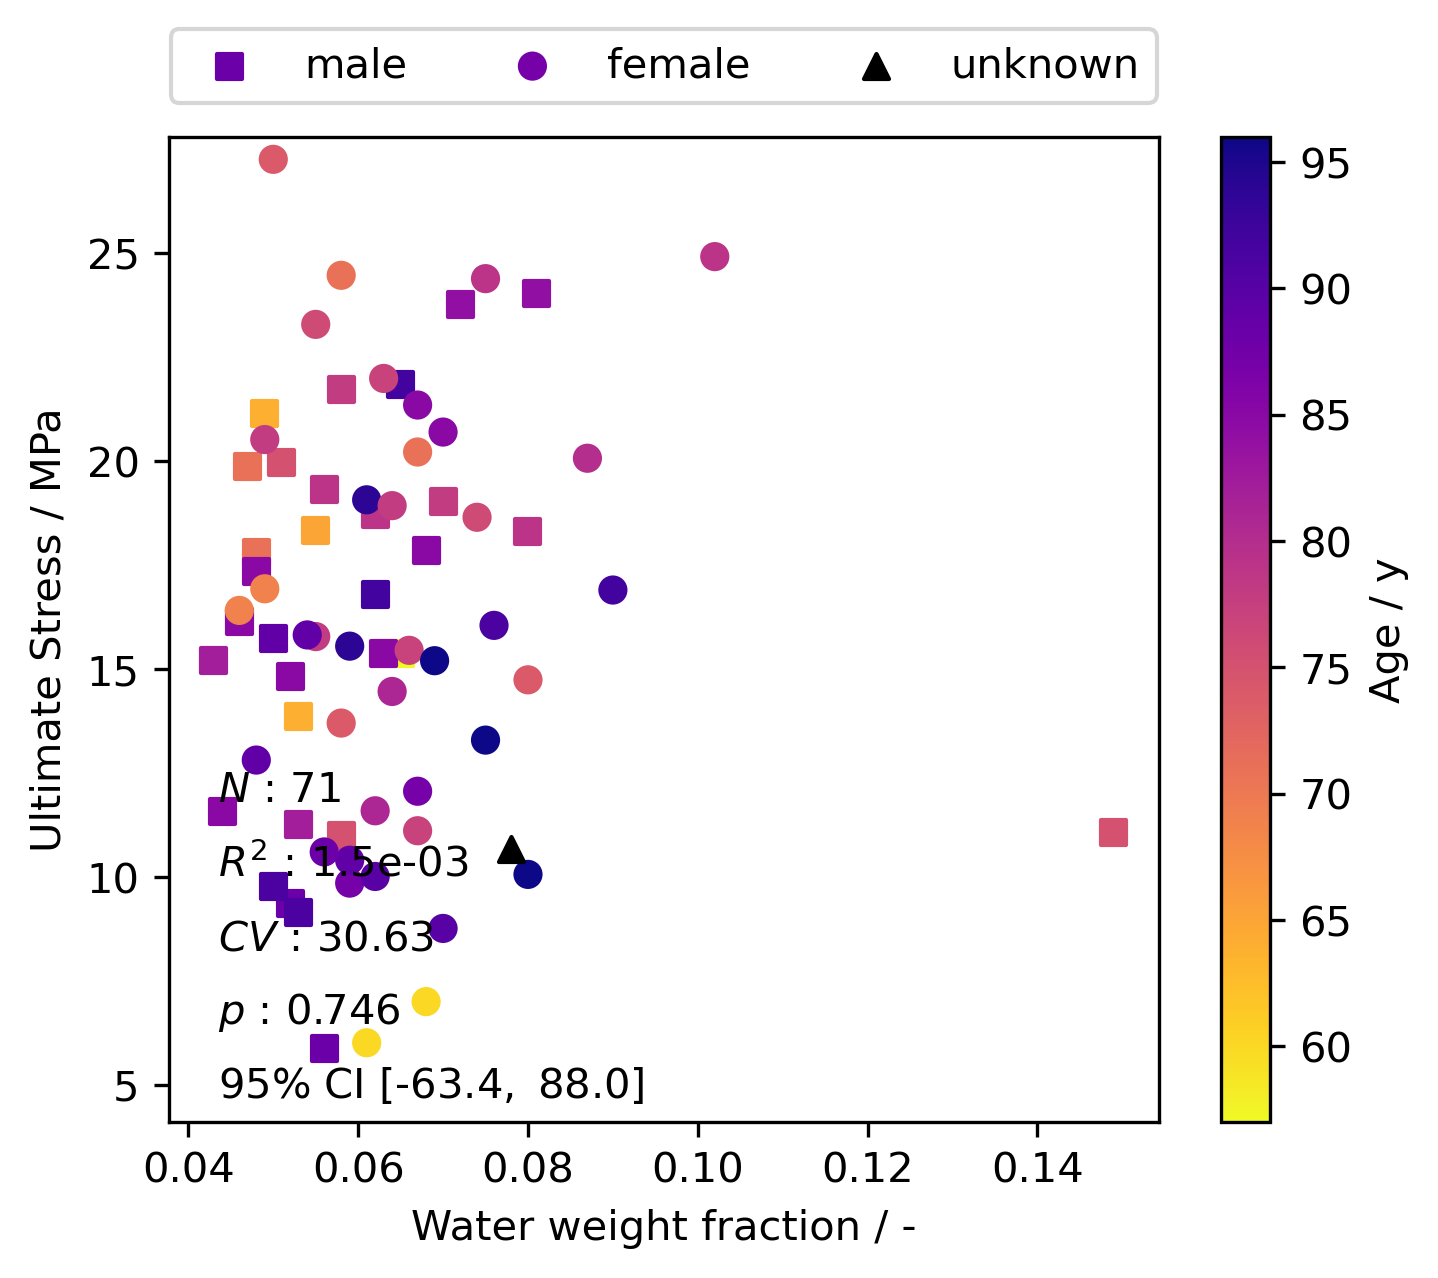 male female unknown
25
20
15
10
5
Ultimate Stress / MPa
N : 71
R² : 1.5e-03
CV : 30.63
p : 0.746
95% CI [-63.4, 88.0]
0.04 0.06 0.08 0.10 0.12 0.14
Water weight fraction / -
95
90
85
80
75
70
65
60
Age / y